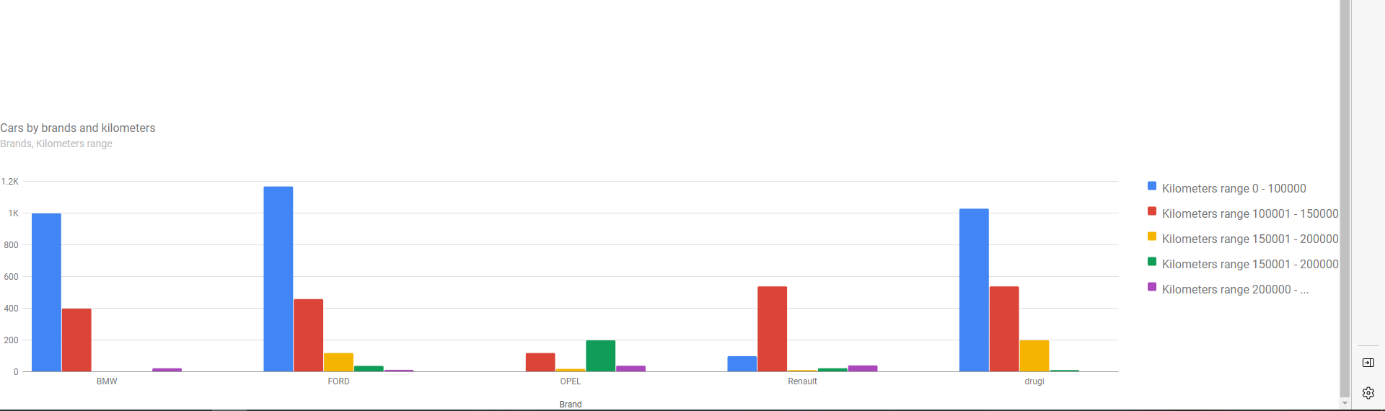 Cars by brands and kilometers
Brands, Kilometers range
1.2K
1K
800
600
400
200
0
BMW
FORD
OPEL
Renault
drugi
Brand
Kilometers range 0 - 100000
Kilometers range 100001 - 150000
Kilometers range 150001 - 200000
Kilometers range 150001 - 200000
Kilometers range 200000 - ...